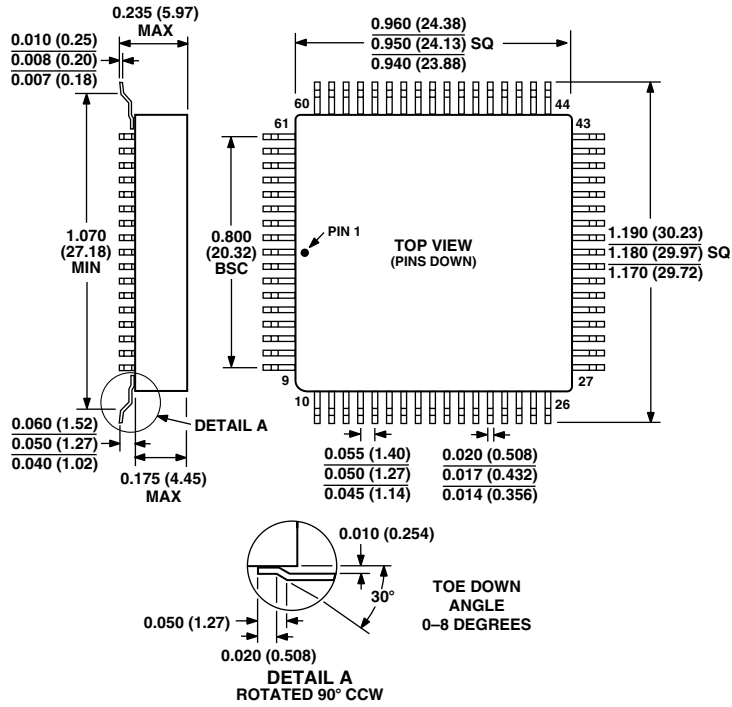 0.235 (5.97)
MAX
0.010 (0.25)
0.008 (0.20)
0.007 (0.18)
0.960 (24.38)
0.950 (24.13) SQ
0.940 (23.88)
60
44
61
43
1.070
(27.18)
MIN
0.800
(20.32)
BSC
PIN 1
TOP VIEW
(PINS DOWN)
1.190 (30.23)
1.180 (29.97) SQ
1.170 (29.72)
9
27
10
26
DETAIL A
0.060 (1.52)
0.050 (1.27)
0.040 (1.02)
0.175 (4.45)
MAX
0.055 (1.40)
0.050 (1.27)
0.045 (1.14)
0.020 (0.508)
0.017 (0.432)
0.014 (0.356)
0.010 (0.254)
30°
TOE DOWN
ANGLE
0–8 DEGREES
0.050 (1.27)
0.020 (0.508)
DETAIL A
ROTATED 90° CCW